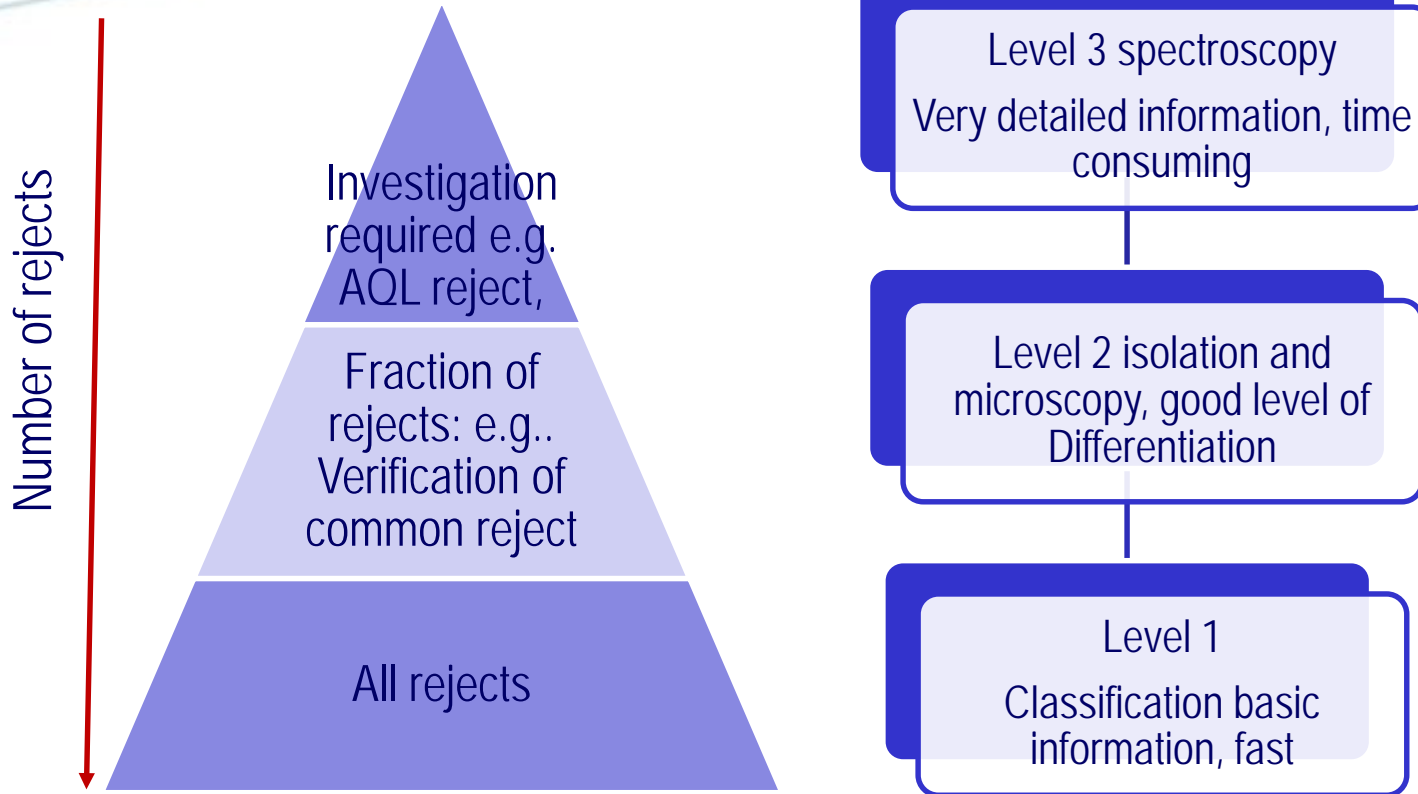 Number of rejects
Investigation
required e.g.
AQL reject,
Fraction of
rejects: e.g..
Verification of
common reject
All rejects
Level 3 spectroscopy
Very detailed information, time
consuming
Level 2 isolation and
microscopy, good level of
Differentiation
Level 1
Classification basic
information, fast